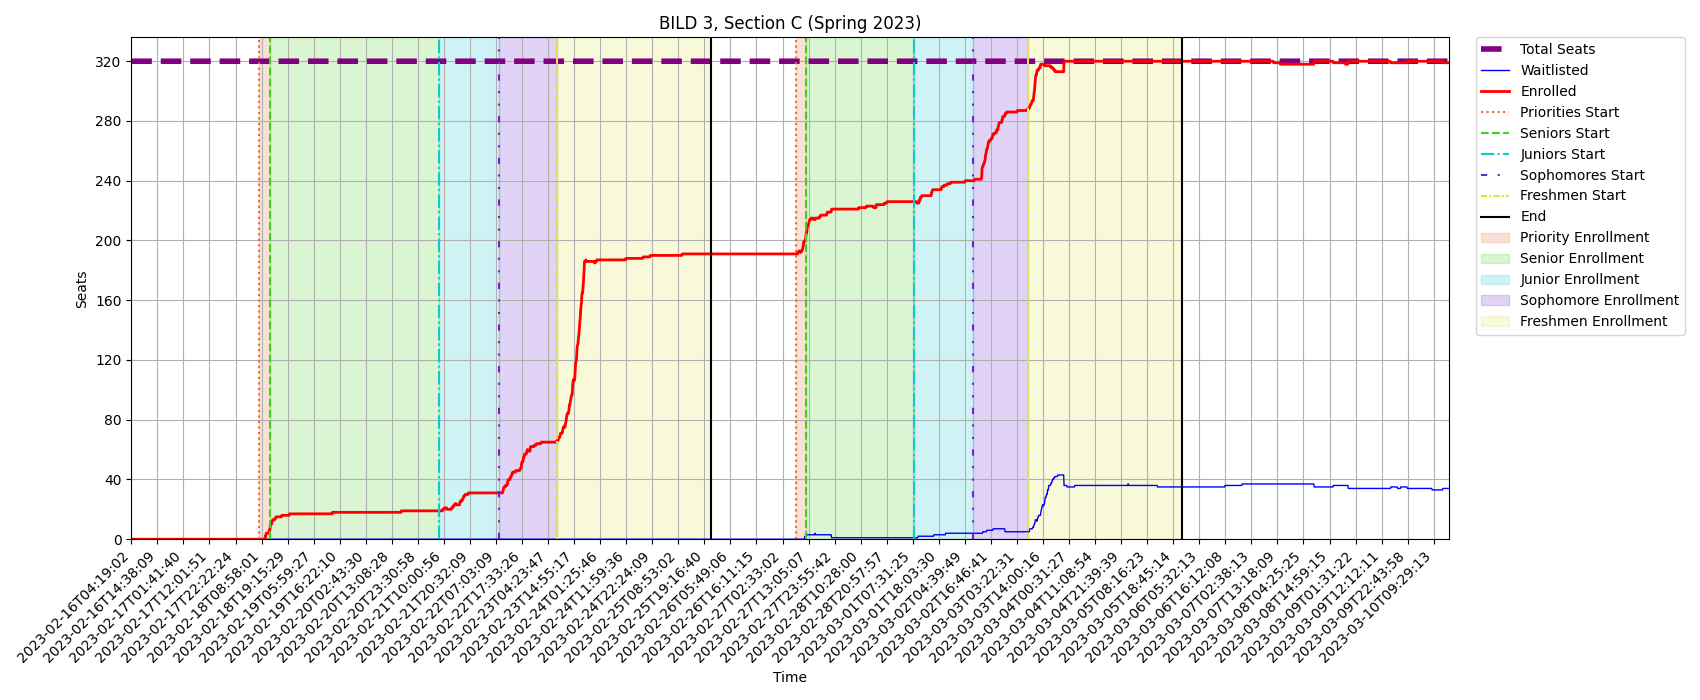 BILD 3, Section C (Spring 2023)
Seats
320
280
240
200
160
120
80
40
0
2023-02-16T04:19:02
2023-02-16T14:38:09
2023-02-17T01:41:40
2023-02-17T12:01:51
2023-02-17T22:22:24
2023-02-18T08:58:01
2023-02-18T19:15:29
2023-02-19T05:59:27
2023-02-19T16:22:10
2023-02-20T02:43:30
2023-02-20T13:08:28
2023-02-20T23:30:58
2023-02-21T10:00:56
2023-02-21T20:32:03
2023-02-22T07:03:09
2023-02-22T17:33:26
2023-02-23T04:23:47
2023-02-23T14:55:17
2023-02-24T01:25:46
2023-02-24T11:59:36
2023-02-24T22:24:09
2023-02-25T08:53:02
2023-02-25T19:16:40
2023-02-26T05:49:06
2023-02-26T16:11:15
2023-02-27T02:33:02
2023-02-27T13:05:07
2023-02-27T23:55:42
2023-02-28T10:28:00
2023-02-28T20:57:57
2023-03-01T07:31:25
2023-03-01T18:03:30
2023-03-02T04:39:49
2023-03-02T16:46:41
2023-03-03T03:22:31
2023-03-03T14:00:16
2023-03-04T00:31:27
2023-03-04T11:08:54
2023-03-04T21:39:39
2023-03-05T08:16:23
2023-03-05T18:45:14
2023-03-06T05:32:13
2023-03-06T16:12:08
2023-03-07T02:38:13
2023-03-07T13:18:09
2023-03-08T04:25:25
2023-03-08T14:59:15
2023-03-09T01:31:22
2023-03-09T12:12:11
2023-03-09T22:43:58
2023-03-10T09:29:13
Time
Total Seats
Waitlisted
Enrolled
Priorities Start
Seniors Start
Juniors Start
Sophomores Start
Freshmen Start
End
Priority Enrollment
Senior Enrollment
Junior Enrollment
Sophomore Enrollment
Freshmen Enrollment